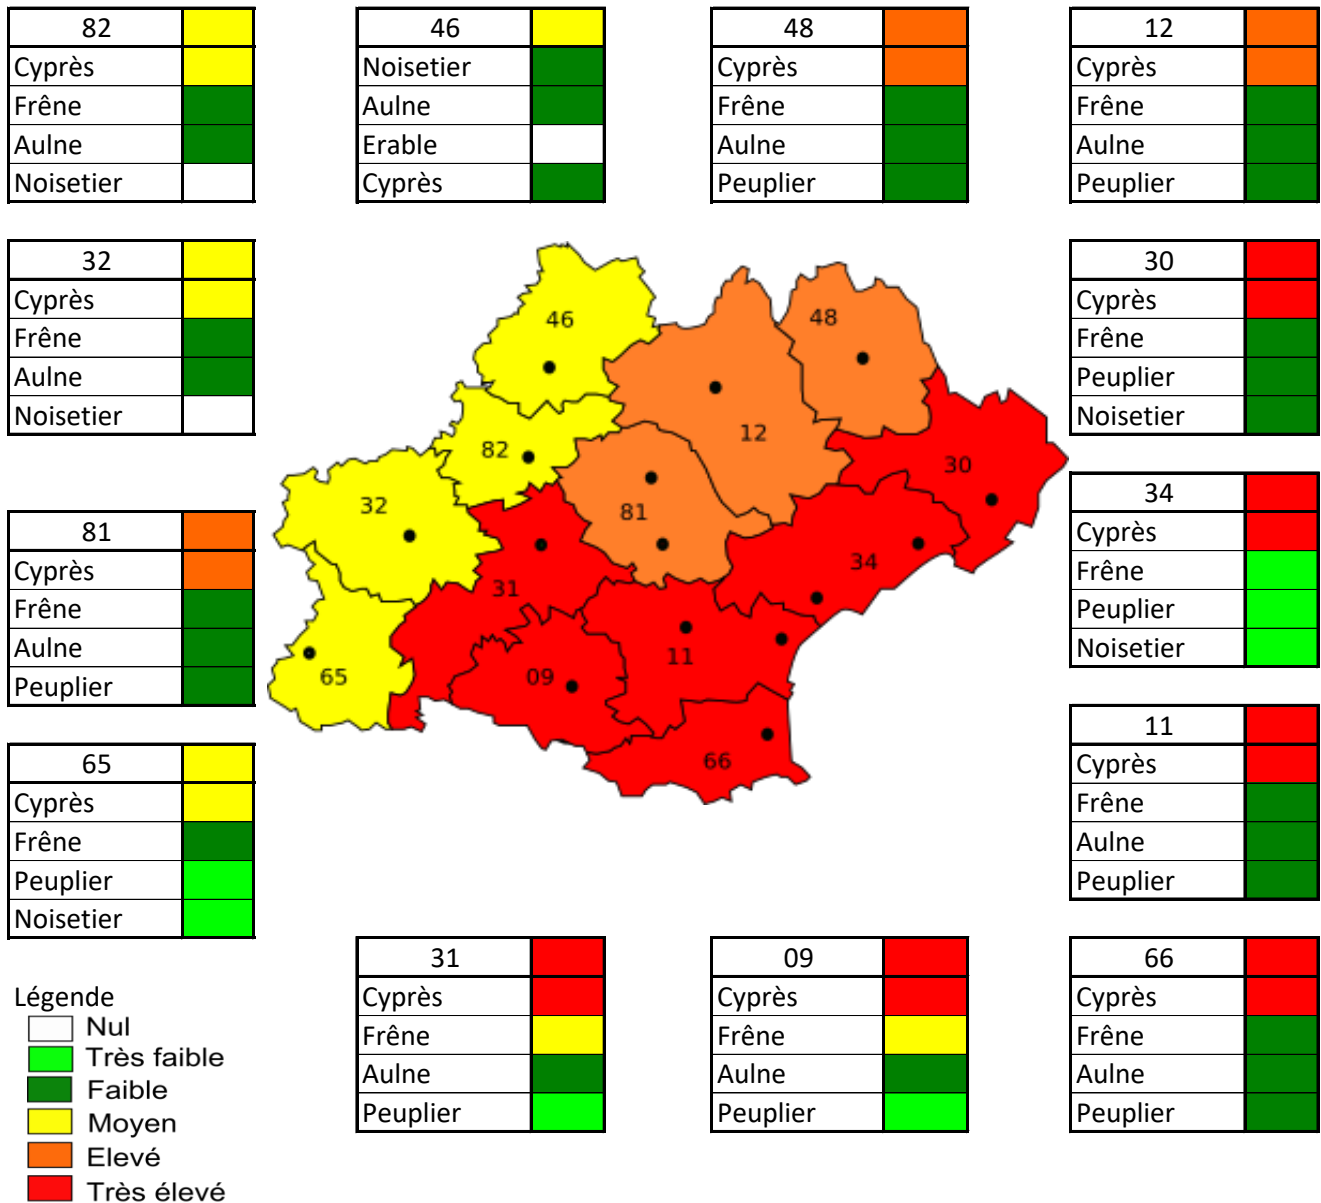 82
Cyprès
Frêne
Aulne
Noisetier
46
Noisetier
Aulne
Erable
Cyprès
48
Cyprès
Frêne
Aulne
Peuplier
12
Cyprès
Frêne
Aulne
Peuplier
32
Cyprès
Frêne
Aulne
Noisetier
30
Cyprès
Frêne
Peuplier
Noisetier
46
48
12
82
30
32
81
34
31
11
09
65
66
81
Cyprès
Frêne
Aulne
Peuplier
34
Cyprès
Frêne
Peuplier
Noisetier
65
Cyprès
Frêne
Peuplier
Noisetier
11
Cyprès
Frêne
Aulne
Peuplier
31
Cyprès
Frêne
Aulne
Peuplier
09
Cyprès
Frêne
Aulne
Peuplier
66
Cyprès
Frêne
Aulne
Peuplier
Légende
Nul
Très faible
Faible
Moyen
Elevé
Très élevé